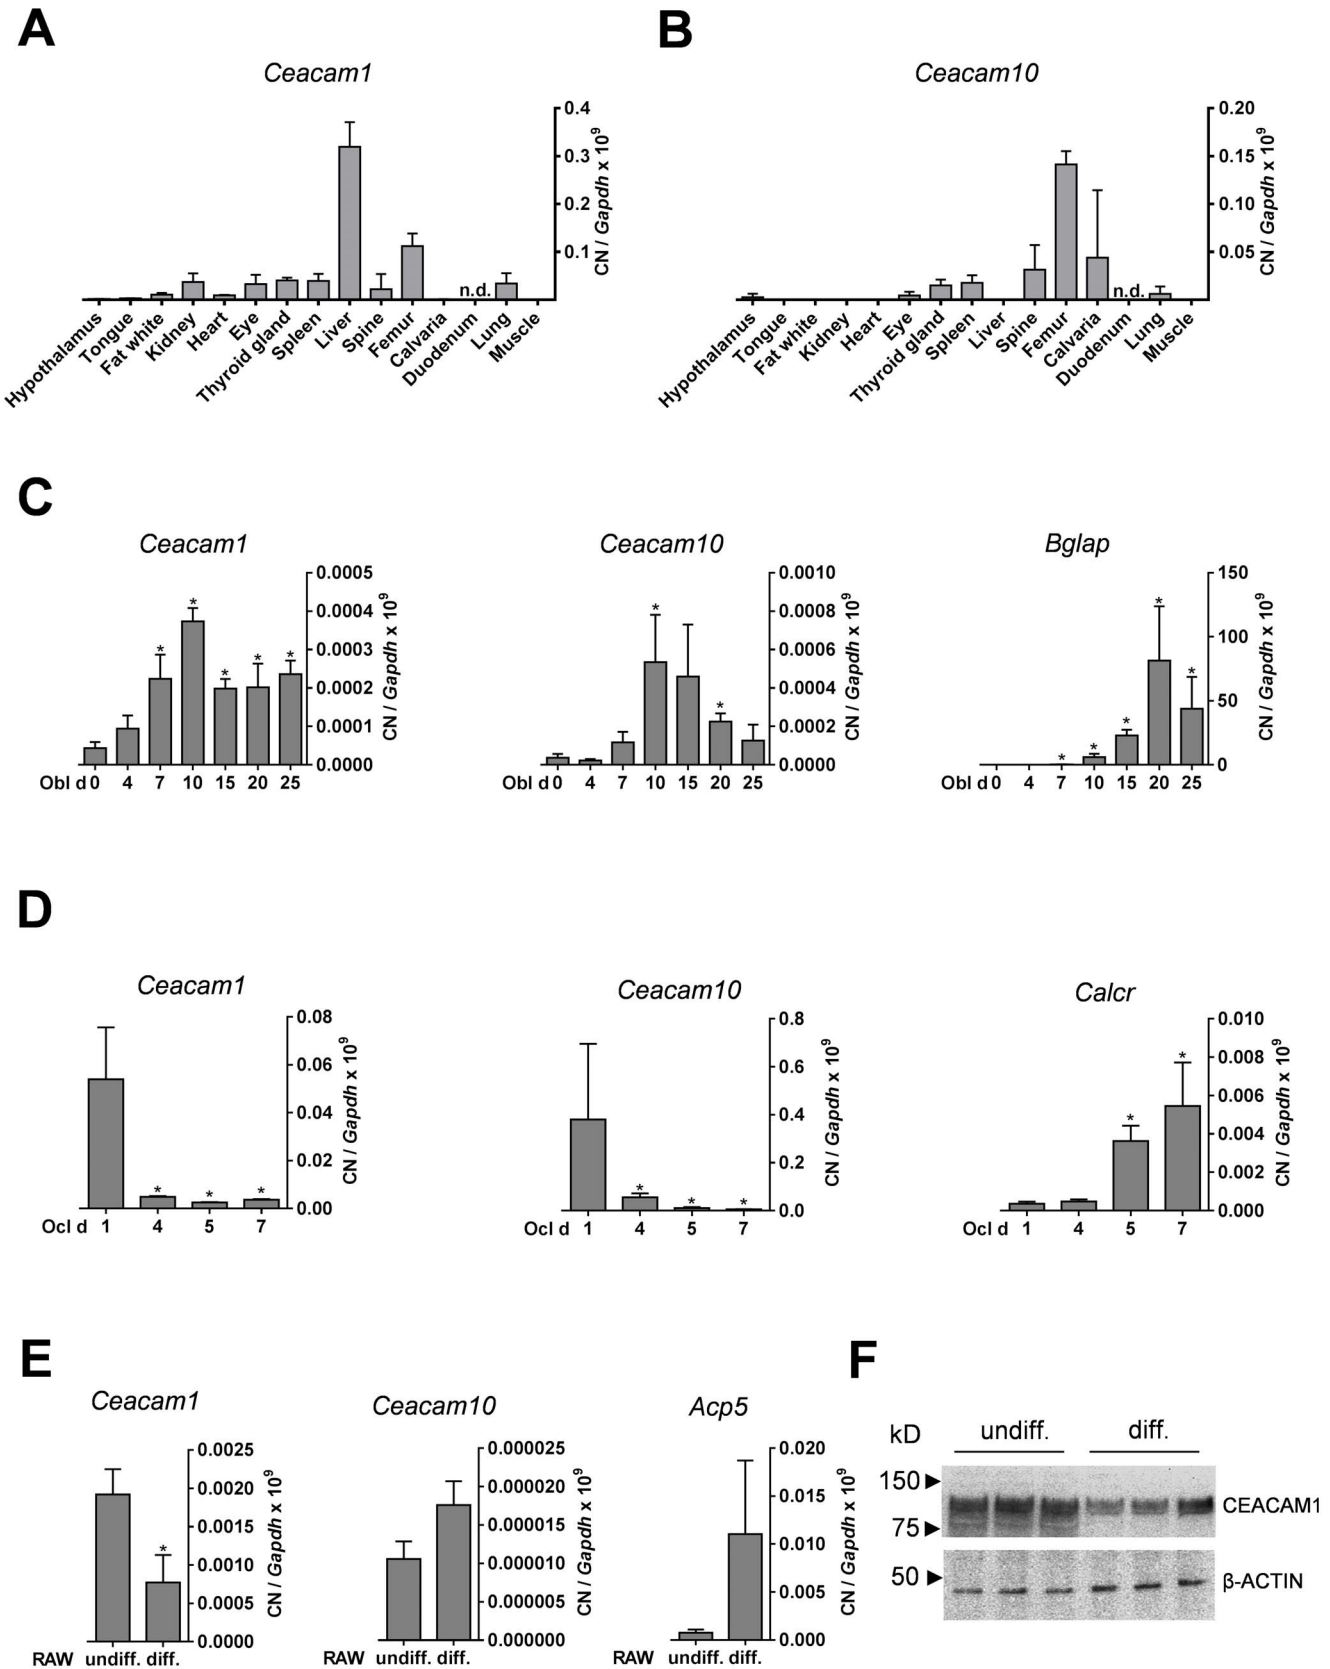 A
Ceacam1
0.4
0.3
0.2
0.1
CN / Gapdh x 10⁹
n.d.
Hypothalamus
Tongue
Fat white
Kidney
Heart
Eye
Thyroid gland
Spleen
Liver
Spine
Femur
Calvaria
Duodenum
Lung
Muscle
B
Ceacam10
0.20
0.15
0.10
0.05
CN / Gapdh x 10⁹
n.d.
Hypothalamus
Tongue
Fat white
Kidney
Heart
Eye
Thyroid gland
Spleen
Liver
Spine
Femur
Calvaria
Duodenum
Lung
Muscle
C
Ceacam1
0.0005
0.0004
0.0003
0.0002
0.0001
0.0000
CN / Gapdh x 10⁹
* * * * *
Obl d 0 4 7 10 15 20 25
Ceacam10
0.0010
0.0008
0.0006
0.0004
0.0002
0.0000
CN / Gapdh x 10⁹
* *
Obl d 0 4 7 10 15 20 25
Bglap
150
100
50
0
CN / Gapdh x 10⁹
* * * * *
Obl d 0 4 7 10 15 20 25
D
Ceacam1
0.08
0.06
0.04
0.02
0.00
CN / Gapdh x 10⁹
* * *
Ocl d 1 4 5 7
Ceacam10
0.8
0.6
0.4
0.2
0.0
CN / Gapdh x 10⁹
* * *
Ocl d 1 4 5 7
Calcr
0.010
0.008
0.006
0.004
0.002
0.000
CN / Gapdh x 10⁹
* *
Ocl d 1 4 5 7
E
Ceacam1
0.0025
0.0020
0.0015
0.0010
0.0005
0.0000
CN / Gapdh x 10⁹
*
RAW undiff. diff.
Ceacam10
0.000025
0.000020
0.000015
0.000010
0.000005
0.000000
CN / Gapdh x 10⁹
RAW undiff. diff.
Acp5
0.020
0.015
0.010
0.005
0.000
CN / Gapdh x 10⁹
RAW undiff. diff.
F
kD undiff. diff.
150
CEACAM1
75
50
β-ACTIN